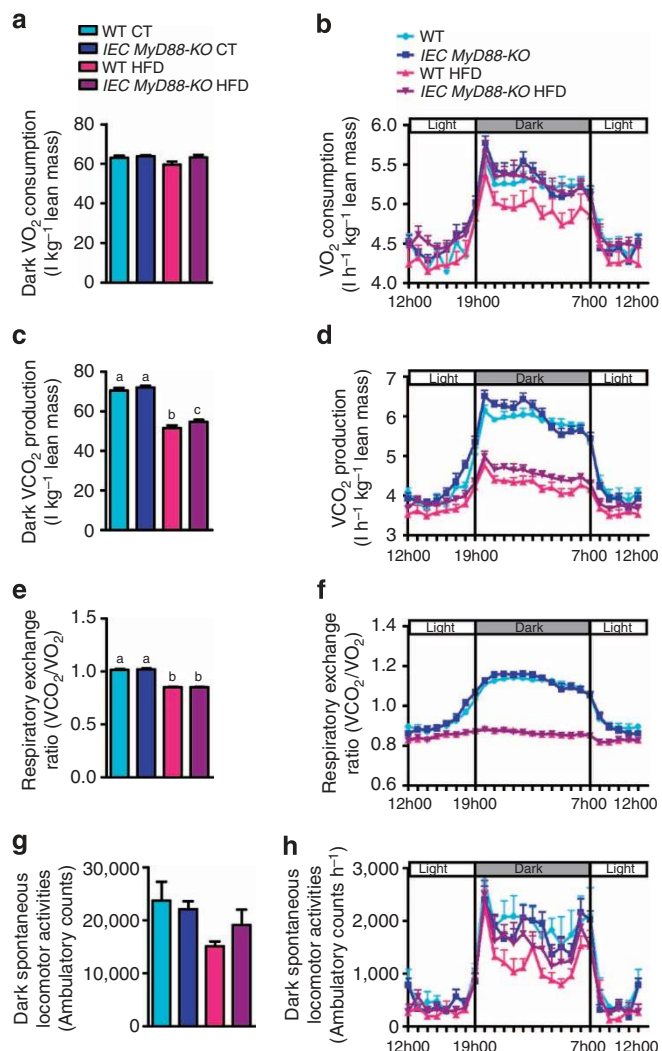 a
WT CT
IEC MyD88-KO CT
WT HFD
IEC MyD88-KO HFD
80
60
40
20
0
Dark VO₂ consumption
(l kg⁻¹ lean mass)
b
WT
IEC MyD88-KO
WT HFD
IEC MyD88-KO HFD
Light
Dark
Light
6.0
5.5
5.0
4.5
4.0
VO₂ consumption
(l h⁻¹ kg⁻¹ lean mass)
12h00
19h00
7h00
12h00
c
80
60
40
20
0
Dark VCO₂ production
(l kg⁻¹ lean mass)
a
a
b
c
d
Light
Dark
Light
7
6
5
4
3
VCO₂ production
(l h⁻¹ kg⁻¹ lean mass)
12h00
19h00
7h00
12h00
e
1.5
1.0
0.5
0.0
Respiratory exchange
ratio (VCO₂/VO₂)
a
a
b
b
f
Light
Dark
Light
1.4
1.2
1.0
0.8
0.6
Respiratory exchange
ratio (VCO₂/VO₂)
12h00
19h00
7h00
12h00
g
30,000
20,000
10,000
0
Dark spontaneous
locomotor activities
(Ambulatory counts)
h
Light
Dark
Light
3,000
2,000
1,000
0
Dark spontaneous
locomotor activities
(Ambulatory counts h⁻¹)
12h00
19h00
7h00
12h00